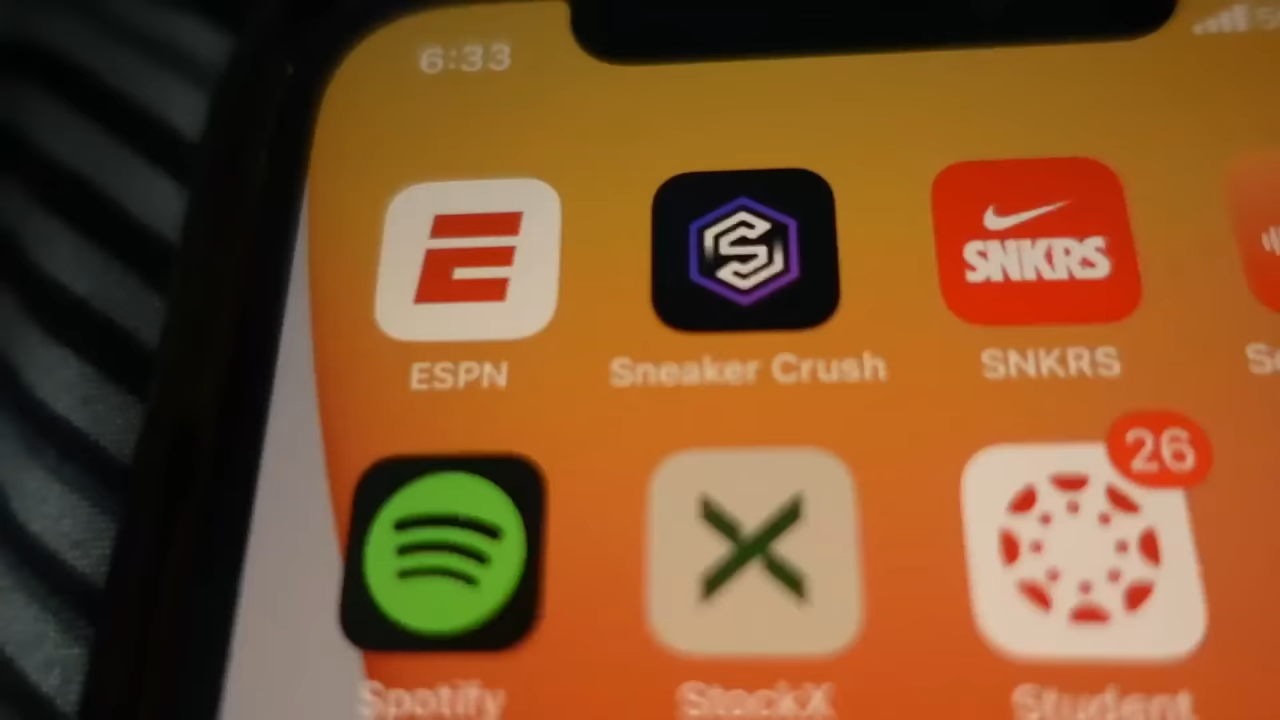 6:33
SNKRS
ESPN
Sneaker Crush
SNKRS
26
Spotify
StockX
Student